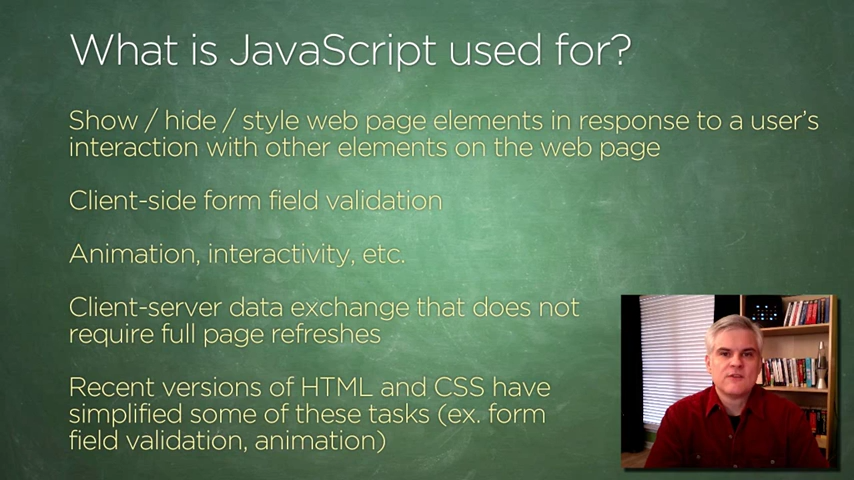 What is JavaScript used for?
Show / hide / style web page elements in response to a user's
interaction with other elements on the web page
Client-side form field validation
Animation, interactivity, etc.
Client-server data exchange that does not
require full page refreshes
Recent versions of HTML and CSS have
simplified some of these tasks (ex. form
field validation, animation)